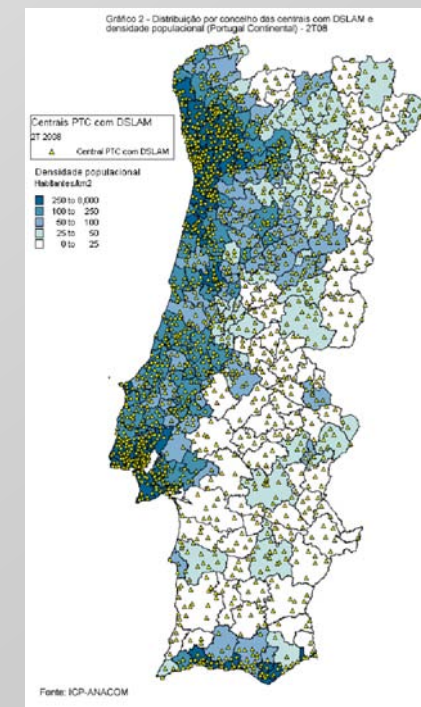 Gráfico 2 - Distribuição por concelho das centrais com DSLAM e
densidade populacional (Portugal Continental) - 2T08
Centrais PTC com DSLAM
2T 2008
Central PTC com DSLAM
Densidade populacional
Habitantes/km2
250 to 8,000
100 to 250
50 to 100
25 to 50
0 to 25
Fonte: ICP-ANACOM